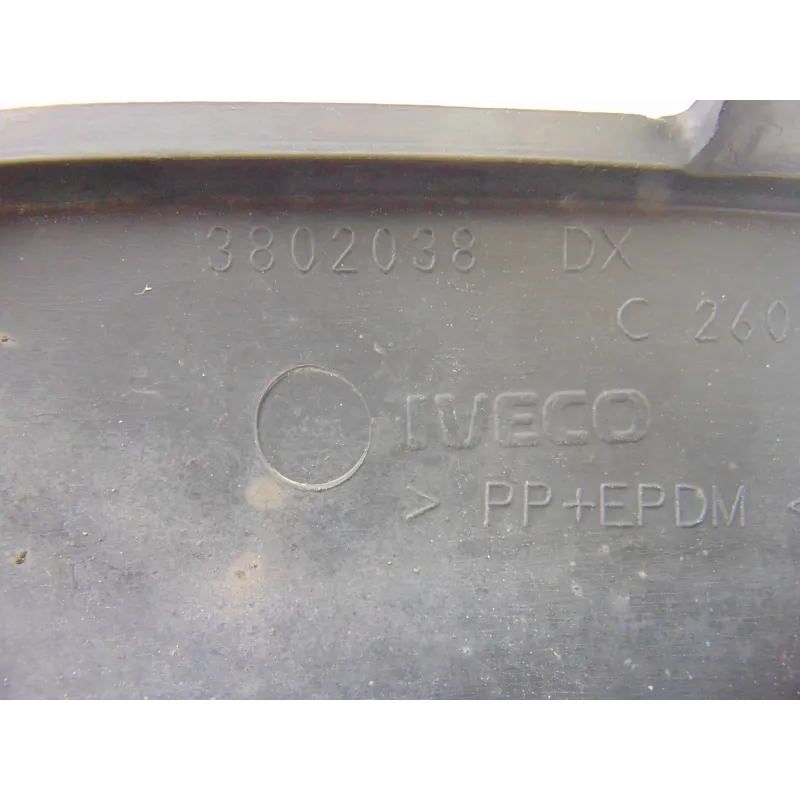 3802038 DX
C 260
IVECO
> PP+EPDM <